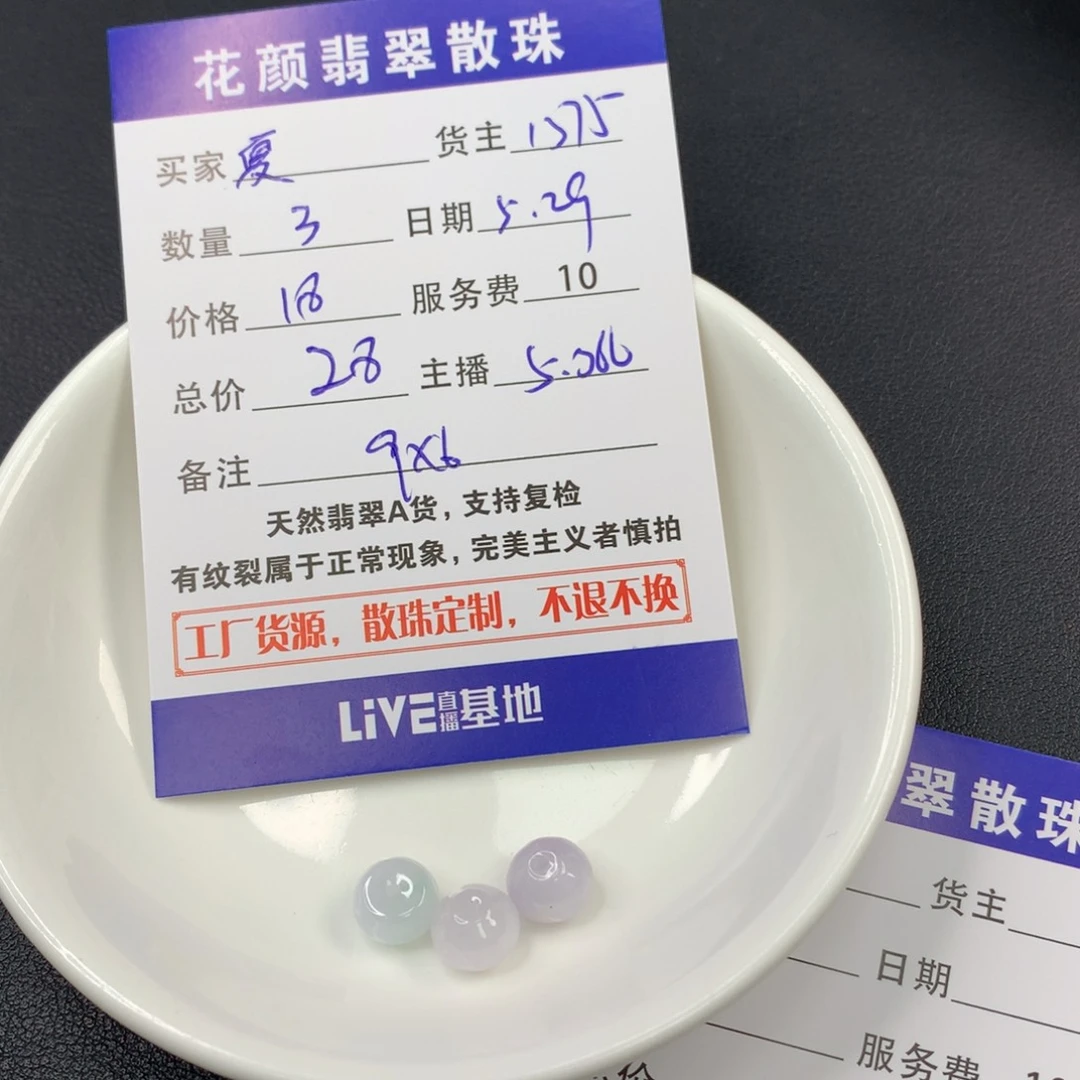 花颜翡翠散珠
买家 夏 货主 1375
数量 3 日期 5.29
价格 18 服务费 10
总价 28 主播
备注 9x6
天然翡翠A货，支持复检
有纹裂属于正常现象，完美主义者慎拍
工厂货源，散珠定制，不退不换
LiVE直播基地
翠散珠
货主
日期
服务费 10